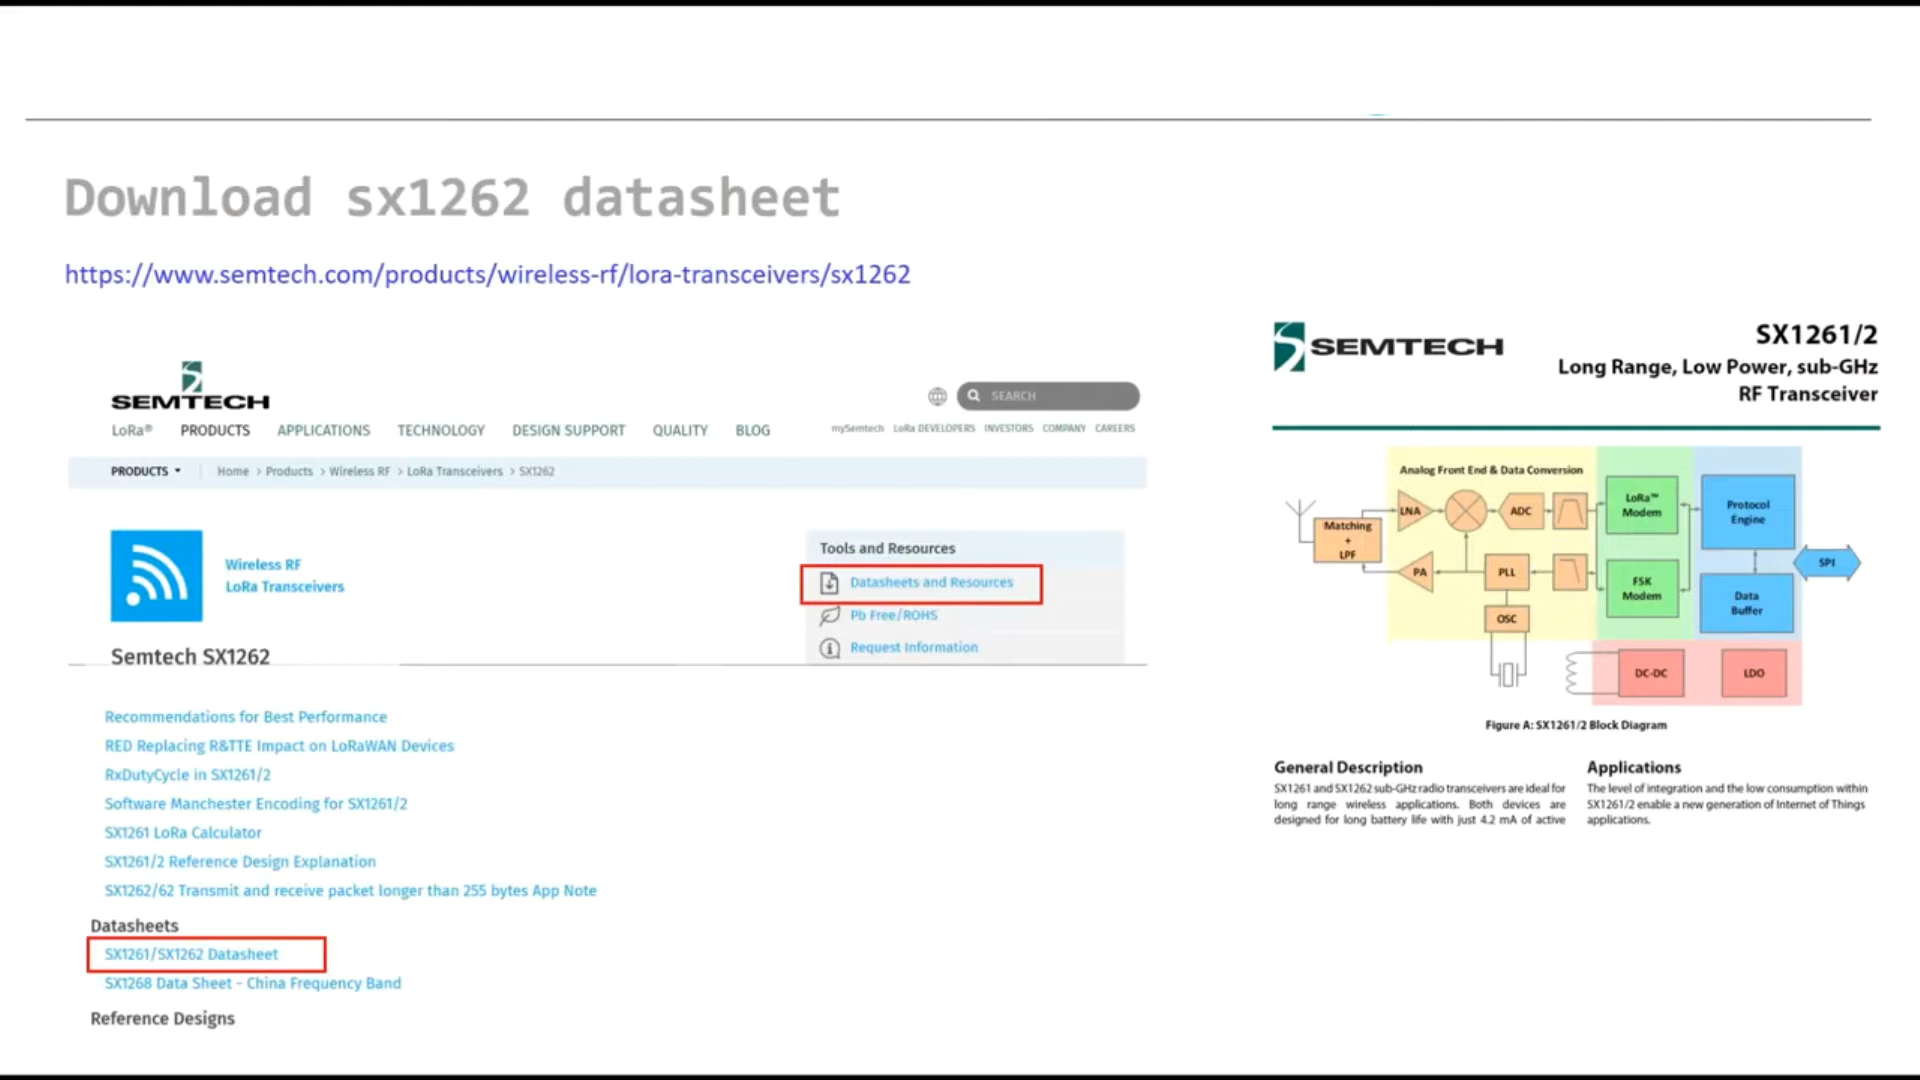 Download sx1262 datasheet
https://www.semtech.com/products/wireless-rf/lora-transceivers/sx1262
SEMTECH
SEARCH
LoRa® PRODUCTS APPLICATIONS TECHNOLOGY DESIGN SUPPORT QUALITY BLOG
mySemtech LoRa DEVELOPERS INVESTORS COMPANY CAREERS
PRODUCTS Home > Products > Wireless RF > LoRa Transceivers > SX1262
Wireless RF
LoRa Transceivers
Semtech SX1262
Tools and Resources
Datasheets and Resources
Pb Free/ROHS
Request Information
Recommendations for Best Performance
RED Replacing R&TTE Impact on LoRaWAN Devices
RxDutyCycle in SX1261/2
Software Manchester Encoding for SX1261/2
SX1261 LoRa Calculator
SX1261/2 Reference Design Explanation
SX1262/62 Transmit and receive packet longer than 255 bytes App Note
Datasheets
SX1261/SX1262 Datasheet
SX1268 Data Sheet - China Frequency Band
Reference Designs
SEMTECH
SX1261/2
Long Range, Low Power, sub-GHz
RF Transceiver
Analog Front End & Data Conversion
Matching
+
LPF
LNA
ADC
PA
PLL
OSC
LoRa™
Modem
FSK
Modem
Protocol
Engine
Data
Buffer
SPI
DC-DC
LDO
Figure A: SX1261/2 Block Diagram
General Description
SX1261 and SX1262 sub-GHz radio transceivers are ideal for
long range wireless applications. Both devices are
designed for long battery life with just 4.2 mA of active
Applications
The level of integration and the low consumption within
SX1261/2 enable a new generation of Internet of Things
applications.